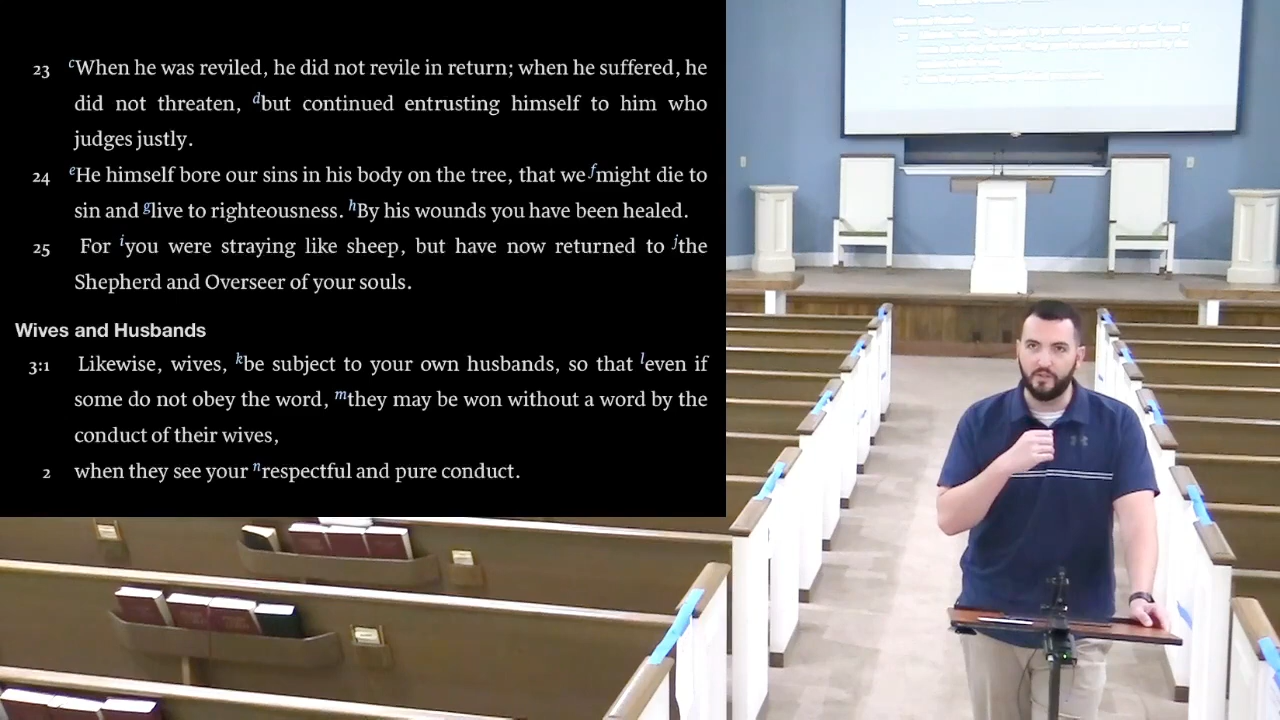 23 cWhen he was reviled, he did not revile in return; when he suffered, he
did not threaten, dbut continued entrusting himself to him who
judges justly.
24 eHe himself bore our sins in his body on the tree, that we fmight die to
sin and glive to righteousness. hBy his wounds you have been healed.
25 For iyou were straying like sheep, but have now returned to jthe
Shepherd and Overseer of your souls.
Wives and Husbands
3:1 Likewise, wives, kbe subject to your own husbands, so that leven if
some do not obey the word, mthey may be won without a word by the
conduct of their wives,
2 when they see your nrespectful and pure conduct.